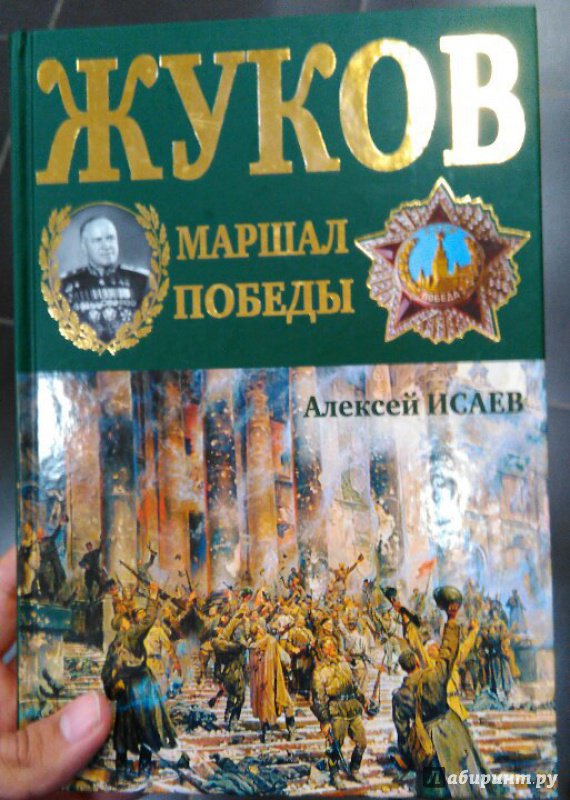 ЖУКОВ
МАРШАЛ
ПОБЕДЫ
ПОБЕДА
Алексей ИСАЕВ
Лабиринт.ру